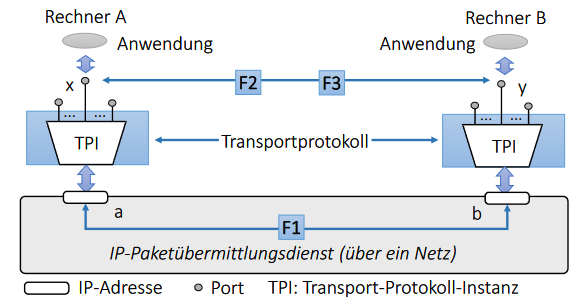 Rechner A
Rechner B
Anwendung
Anwendung
x
F2
F3
y
...
...
...
...
TPI
Transportprotokoll
TPI
a
b
F1
IP-Paketübermittlungsdienst (über ein Netz)
IP-Adresse
Port
TPI: Transport-Protokoll-Instanz